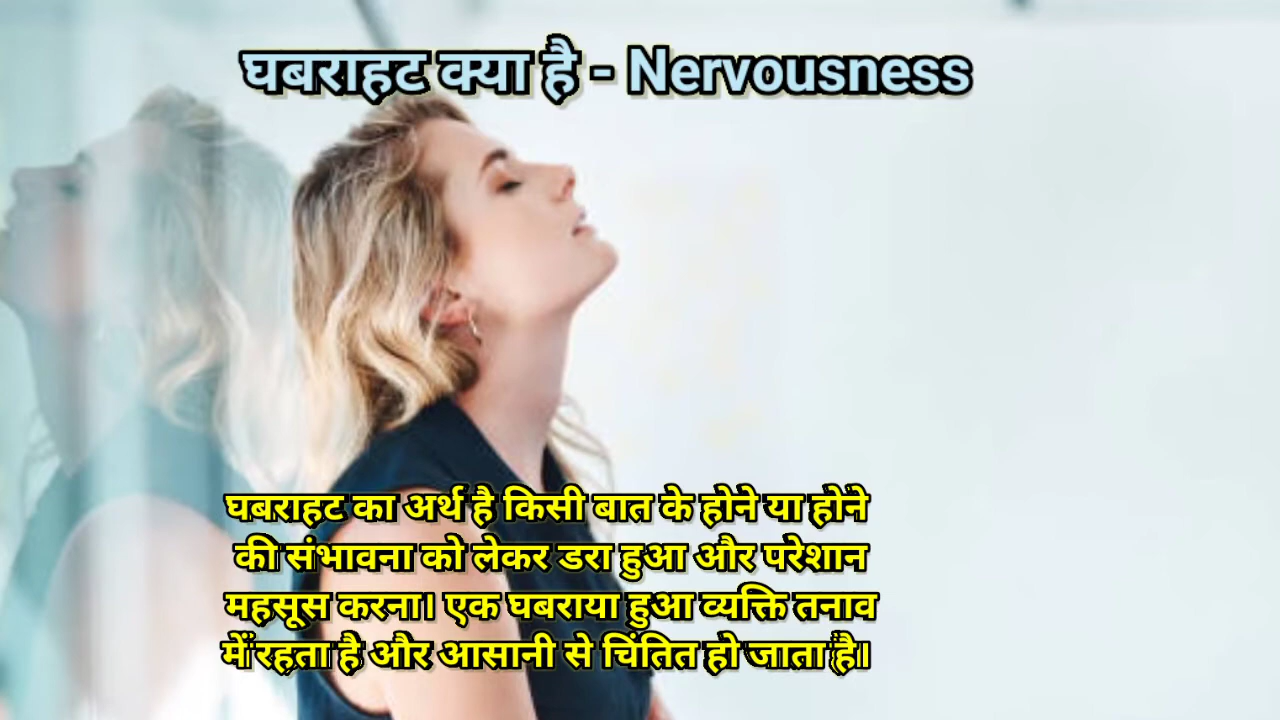 घबराहट क्या है - Nervousness
घबराहट का अर्थ है किसी बात के होने या होने
की संभावना को लेकर डरा हुआ और परेशान
महसूस करना। एक घबराया हुआ व्यक्ति तनाव
में रहता है और आसानी से चिंतित हो जाता है।